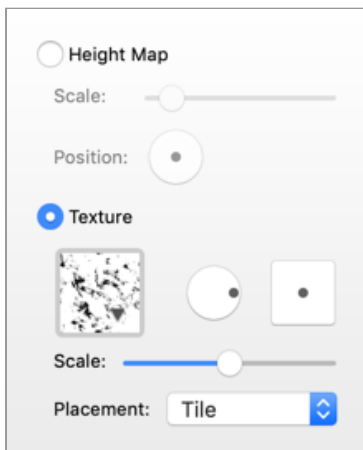 Height Map
Scale:
Position:
Texture
Scale:
Placement: Tile